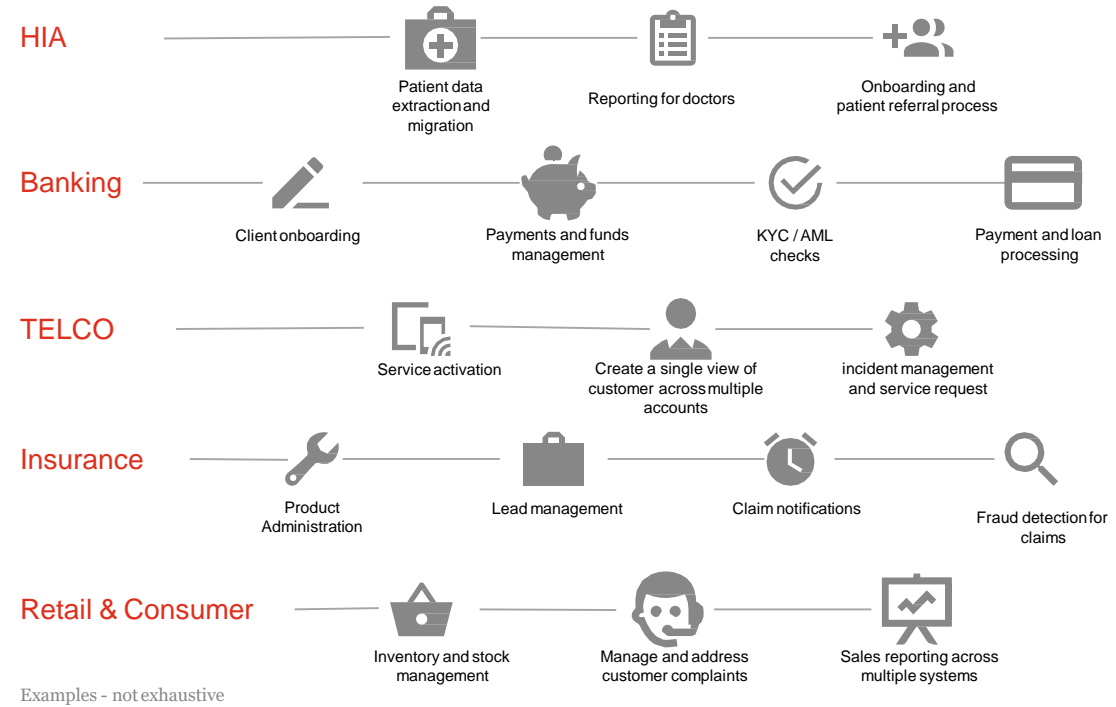 HIA
Patient data
extraction and
migration
Reporting for doctors
Onboarding and
patient referral process
Banking
Client onboarding
Payments and funds
management
KYC / AML
checks
Payment and loan
processing
TELCO
Service activation
Create a single view of
customer across multiple
accounts
incident management
and service request
Insurance
Product
Administration
Lead management
Claim notifications
Fraud detection for
claims
Retail & Consumer
Inventory and stock
management
Manage and address
customer complaints
Sales reporting across
multiple systems
Examples - not exhaustive